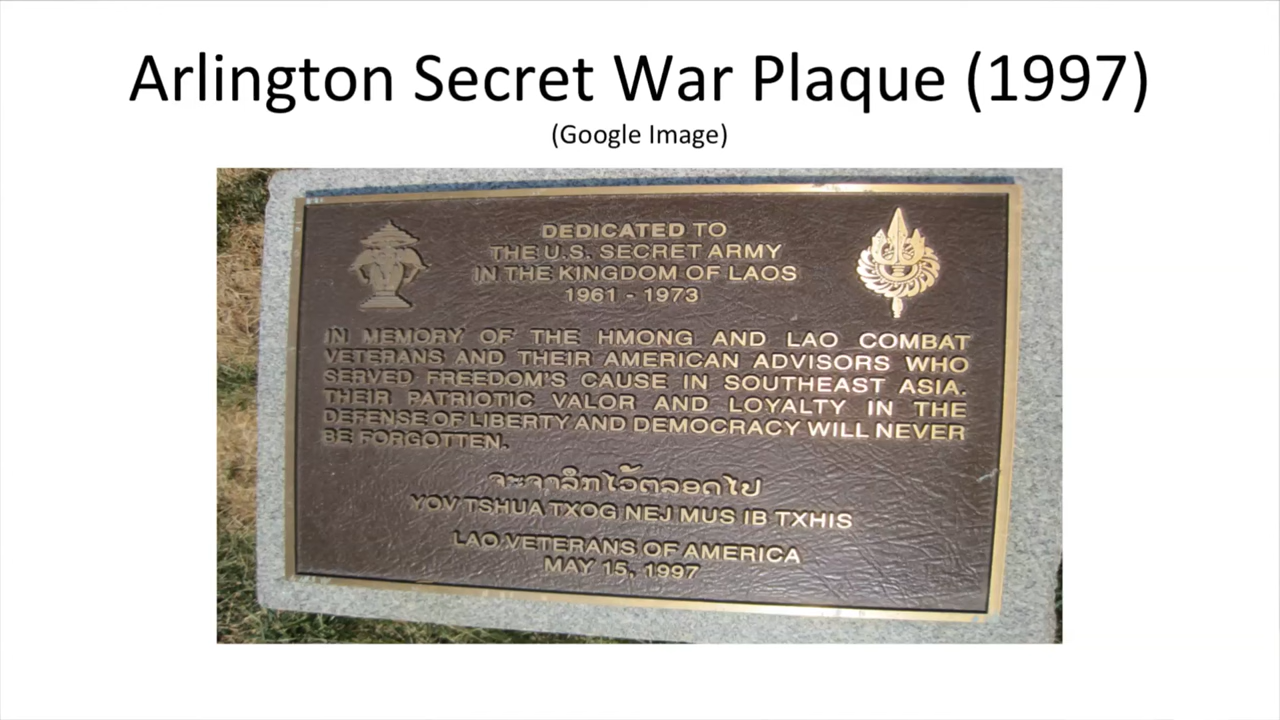 Arlington Secret War Plaque (1997)
(Google Image)
DEDICATED TO
THE U.S. SECRET ARMY
IN THE KINGDOM OF LAOS
1961 - 1973
IN MEMORY OF THE HMONG AND LAO COMBAT
VETERANS AND THEIR AMERICAN ADVISORS WHO
SERVED FREEDOM'S CAUSE IN SOUTHEAST ASIA.
THEIR PATRIOTIC VALOR AND LOYALTY IN THE
DEFENSE OF LIBERTY AND DEMOCRACY WILL NEVER
BE FORGOTTEN.
ຈະຈາລຶກໄວ້ຕລອດໄປ
YOV TSHUA TXOG NEJ MUS IB TXHIS
LAO VETERANS OF AMERICA
MAY 15, 1997